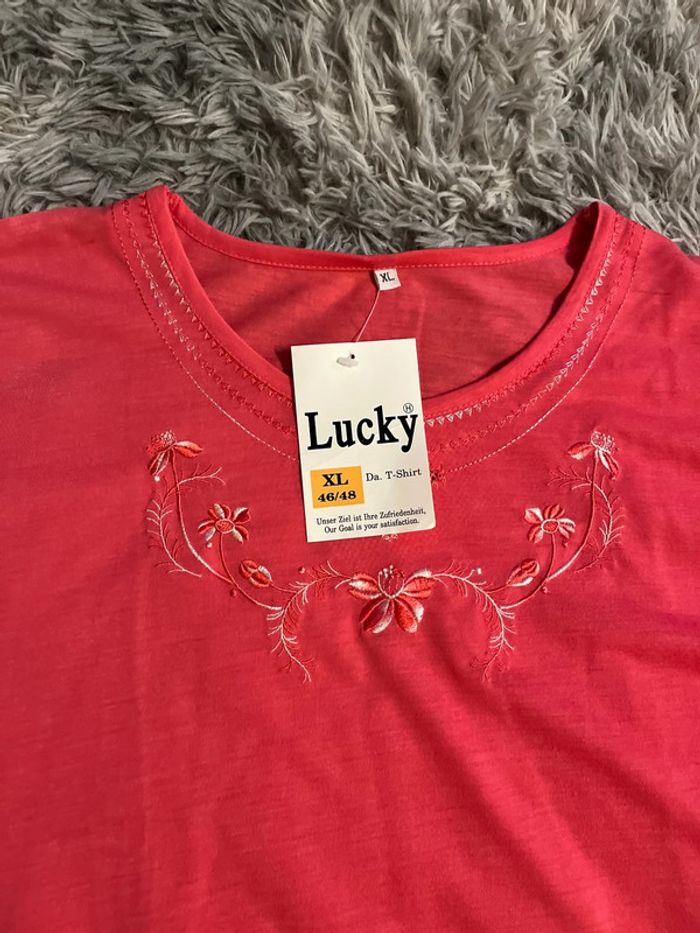 XL
Lucky
H
XL
46/48
Da. T-Shirt
Unser Ziel ist Ihre Zufriedenheit,
Our Goal is your satisfaction.